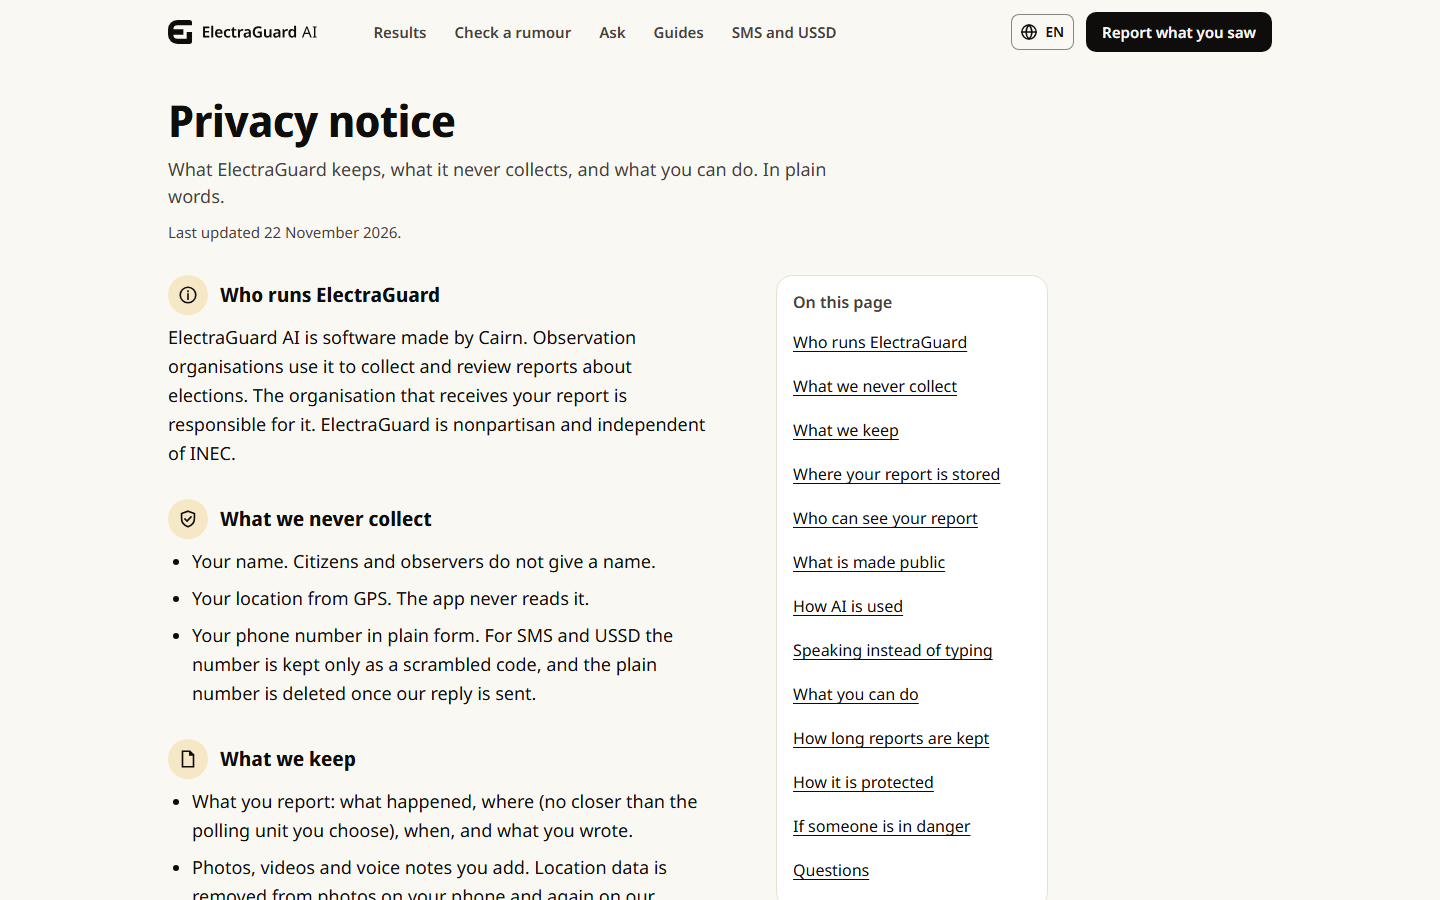 ElectraGuard AI
Results
Check a rumour
Ask
Guides
SMS and USSD
EN
Report what you saw
Privacy notice
What ElectraGuard keeps, what it never collects, and what you can do. In plain
words.
Last updated 22 November 2026.
Who runs ElectraGuard
ElectraGuard AI is software made by Cairn. Observation
organisations use it to collect and review reports about
elections. The organisation that receives your report is
responsible for it. ElectraGuard is nonpartisan and independent
of INEC.
What we never collect
• Your name. Citizens and observers do not give a name.
• Your location from GPS. The app never reads it.
• Your phone number in plain form. For SMS and USSD the
number is kept only as a scrambled code, and the plain
number is deleted once our reply is sent.
What we keep
• What you report: what happened, where (no closer than the
polling unit you choose), when, and what you wrote.
• Photos, videos and voice notes you add. Location data is
removed from photos on your phone and again on our
On this page
Who runs ElectraGuard
What we never collect
What we keep
Where your report is stored
Who can see your report
What is made public
How AI is used
Speaking instead of typing
What you can do
How long reports are kept
How it is protected
If someone is in danger
Questions